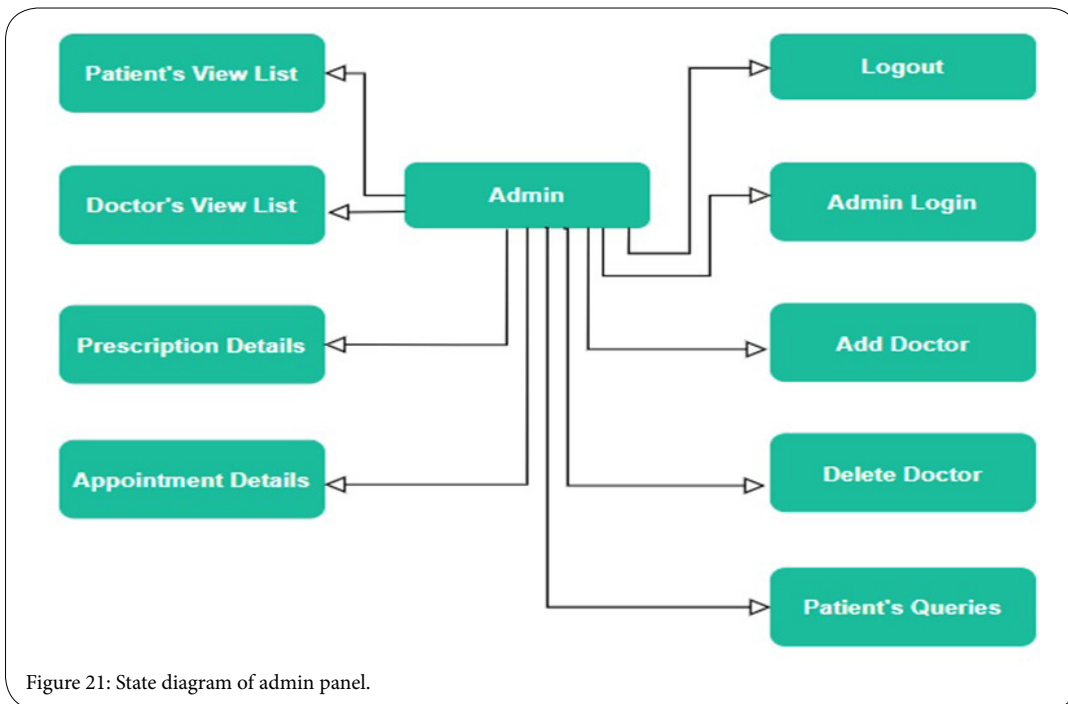 Patient's View List
Doctor's View List
Prescription Details
Appointment Details
Admin
Logout
Admin Login
Add Doctor
Delete Doctor
Patient's Queries
Figure 21: State diagram of admin panel.